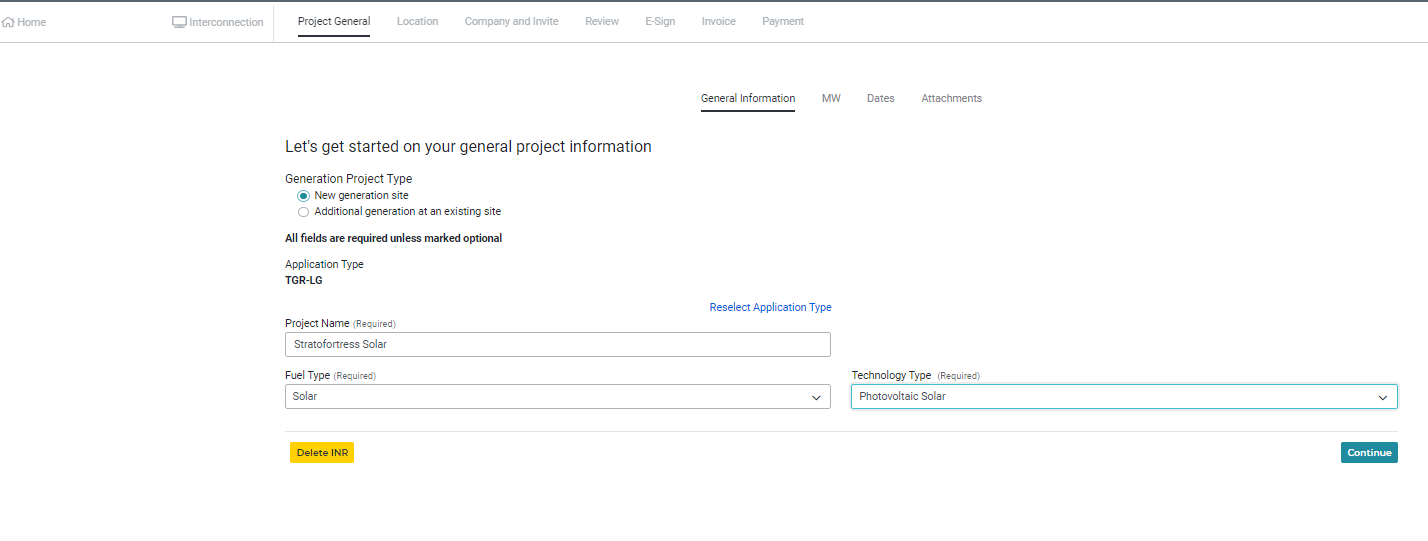 Home
Interconnection
Project General
Location
Company and Invite
Review
E-Sign
Invoice
Payment
General Information
MW
Dates
Attachments
Let's get started on your general project information
Generation Project Type
New generation site
Additional generation at an existing site
All fields are required unless marked optional
Application Type
TGR-LG
Reselect Application Type
Project Name (Required)
Stratofortress Solar
Fuel Type (Required)
Technology Type (Required)
Solar
Photovoltaic Solar
Delete INR
Continue